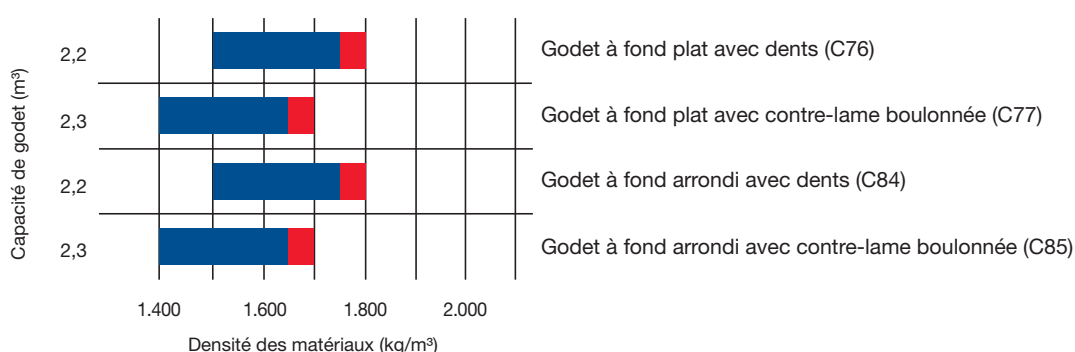 2,2 Godet à fond plat avec dents (C76)
2,3 Godet à fond plat avec contre-lame boulonnée (C77)
2,2 Godet à fond arrondi avec dents (C84)
2,3 Godet à fond arrondi avec contre-lame boulonnée (C85)
Capacité de godet (m³)
1.400 1.600 1.800 2.000
Densité des matériaux (kg/m³)